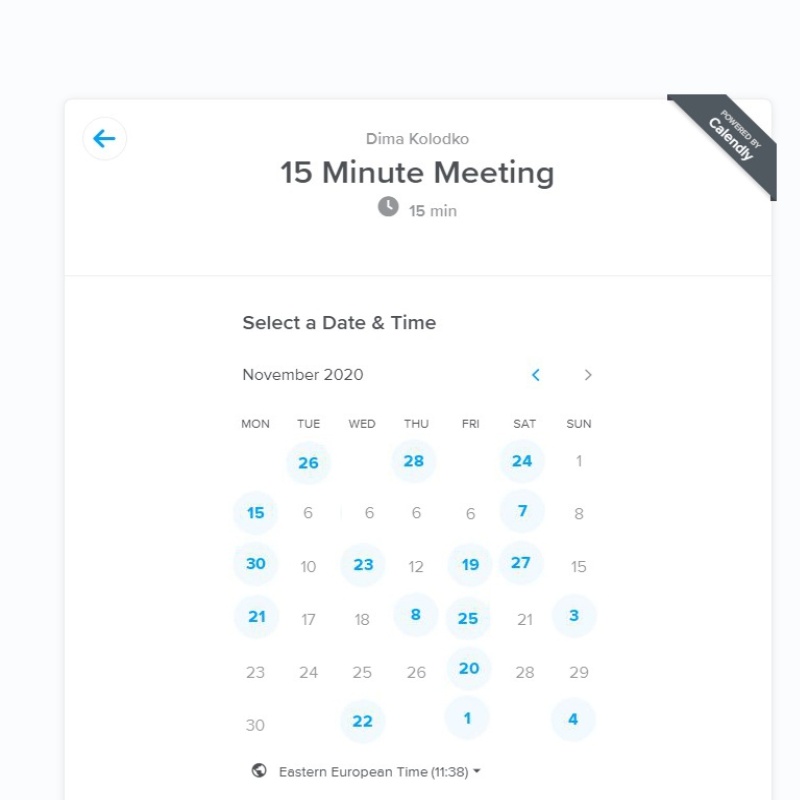 POWERED BY
Calendly
Dima Kolodko
15 Minute Meeting
15 min
Select a Date & Time
November 2020
MON TUE WED THU FRI SAT SUN
26 28 24 1
15 6 6 6 6 7 8
30 10 23 12 19 27 15
21 17 18 8 25 21 3
23 24 25 26 20 28 29
30 22 1 4
Eastern European Time (11:38)